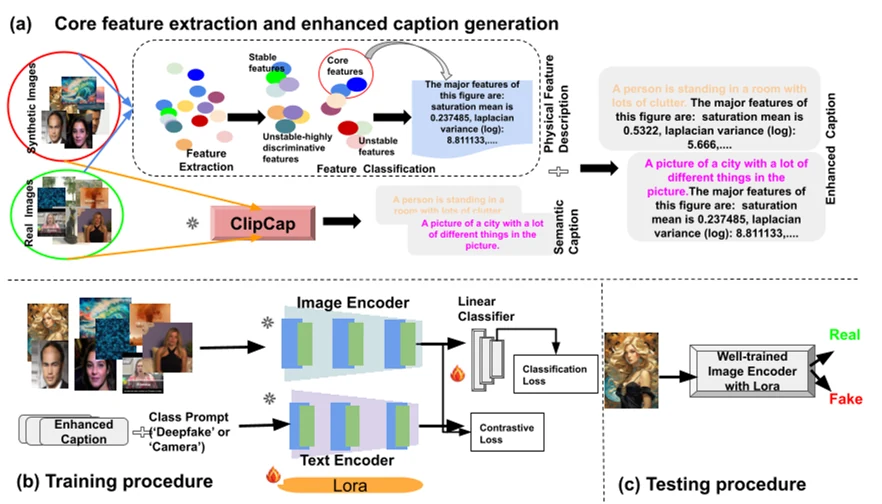 (a) Core feature extraction and enhanced caption generation
Synthetic Images
Real Images
Feature
Extraction
Stable
features
Unstable-highly
discriminative
features
Core
features
Unstable
features
Feature Classification
The major features of
this figure are:
saturation mean is
0.237485, laplacian
variance (log):
8.811133,....
Physical Feature
Description
ClipCap
A person is standing in a
room with lots of clutter.
A picture of a city with a lot
of different things in the
picture.
Semantic
Caption
A person is standing in a room with
lots of clutter. The major features of
this figure are: saturation mean is
0.5322, laplacian variance (log):
5.666,....
A picture of a city with a lot of
different things in the
picture.The major features of
this figure are: saturation
mean is 0.237485, laplacian
variance (log): 8.811133,....
Enhanced Caption
Image Encoder
Linear
Classifier
Classification
Loss
Enhanced
Caption
Class Prompt
('Deepfake' or
'Camera')
Text Encoder
Contrastive
Loss
Lora
(b) Training procedure
Well-trained
Image Encoder
with Lora
Real
Fake
(c) Testing procedure